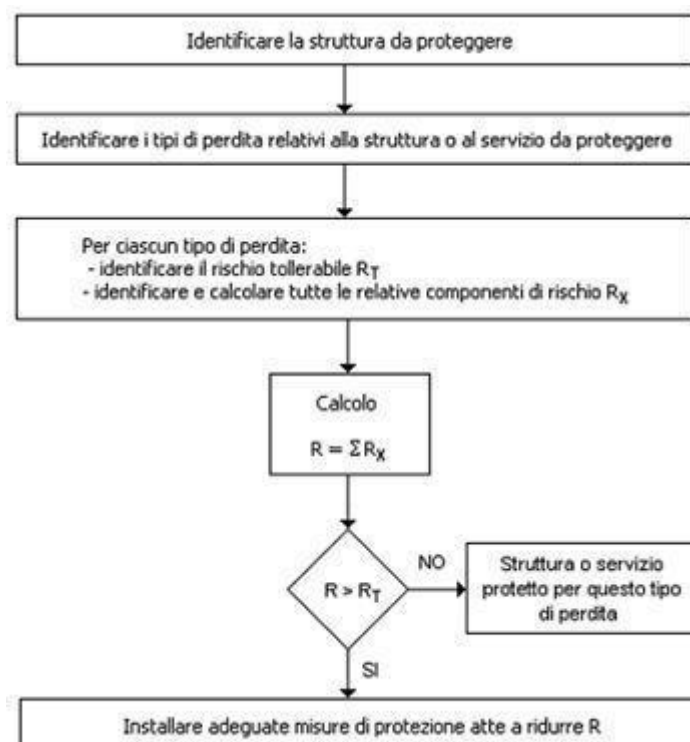 Identificare la struttura da proteggere
Identificare i tipi di perdita relativi alla struttura o al servizio da proteggere
Per ciascun tipo di perdita:
- identificare il rischio tollerabile RT
- identificare e calcolare tutte le relative componenti di rischio RX
Calcolo
R = ΣRX
R > RT
NO
Struttura o servizio
protetto per questo tipo
di perdita
SI
Installare adeguate misure di protezione atte a ridurre R